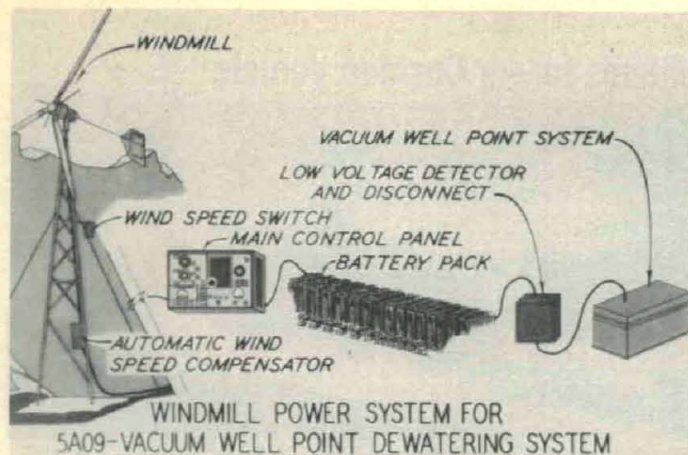 WINDMILL
VACUUM WELL POINT SYSTEM
LOW VOLTAGE DETECTOR
AND DISCONNECT
WIND SPEED SWITCH
MAIN CONTROL PANEL
BATTERY PACK
AUTOMATIC WIND
SPEED COMPENSATOR
WINDMILL POWER SYSTEM FOR
5A09-VACUUM WELL POINT DEWATERING SYSTEM